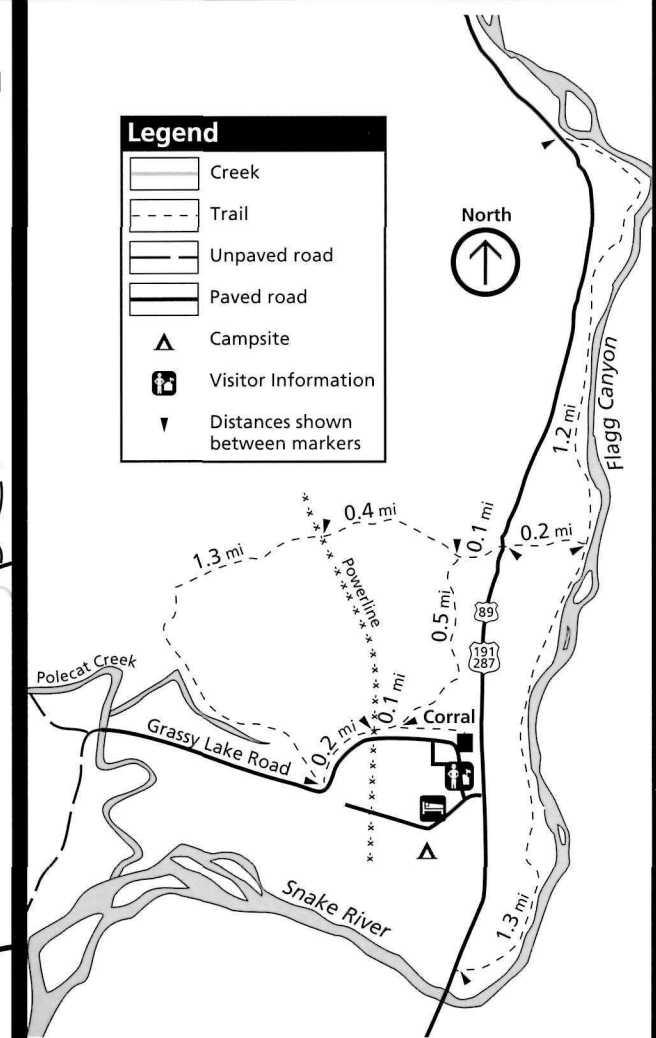 Legend
Creek
Trail
Unpaved road
Paved road
Campsite
Visitor Information
Distances shown
between markers
North
Flagg Canyon
1.2 mi
0.4 mi
0.1 mi
0.2 mi
1.3 mi
Powerline
0.5 mi
89
191
287
Polecat Creek
0.1 mi
Corral
0.2 mi
Grassy Lake Road
Snake River
1.3 mi